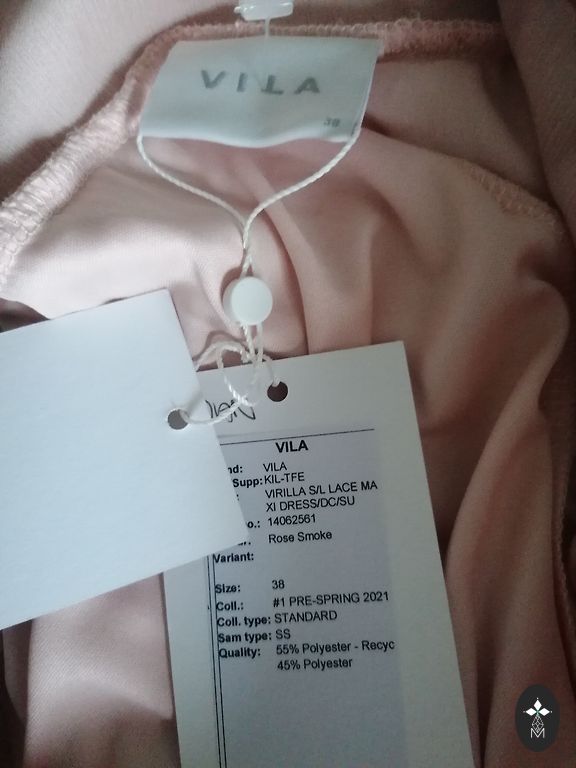 VILA
38
VILA
nd: VILA
Supp: KIL-TFE
: VIRILLA S/L LACE MA
XI DRESS/DC/SU
o.: 14062561
r: Rose Smoke
Variant:
Size: 38
Coll.: #1 PRE-SPRING 2021
Coll. type: STANDARD
Sam type: SS
Quality: 55% Polyester - Recyc
45% Polyester
M